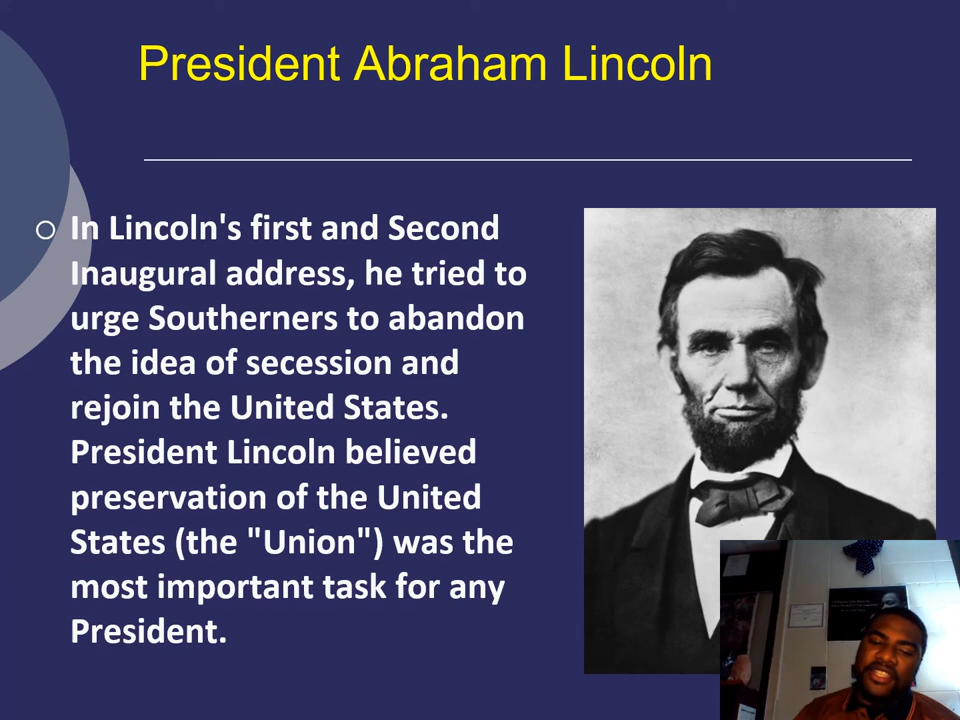 President Abraham Lincoln
In Lincoln's first and Second
Inaugural address, he tried to
urge Southerners to abandon
the idea of secession and
rejoin the United States.
President Lincoln believed
preservation of the United
States (the "Union") was the
most important task for any
President.